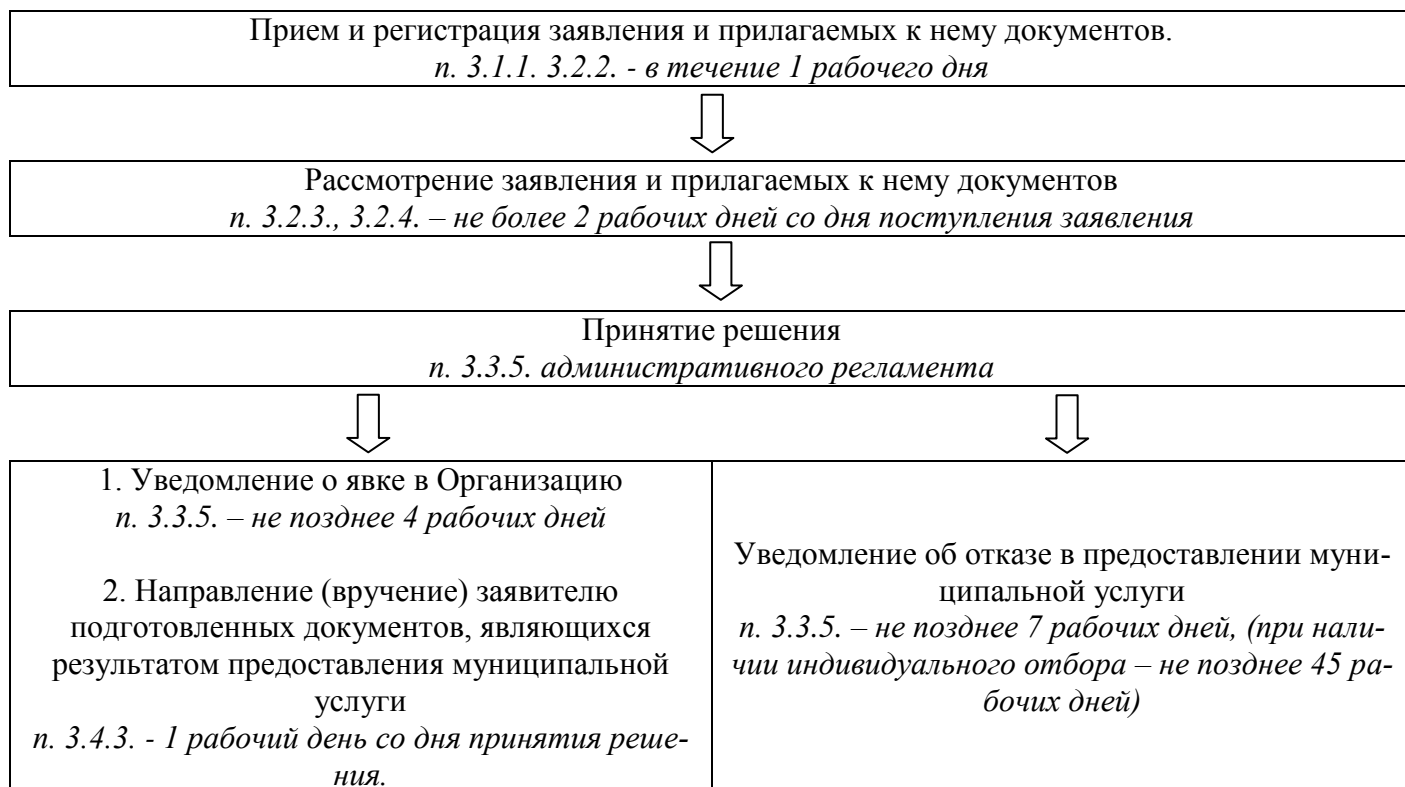 Прием и регистрация заявления и прилагаемых к нему документов.
п. 3.1.1. 3.2.2. - в течение 1 рабочего дня
Рассмотрение заявления и прилагаемых к нему документов
п. 3.2.3., 3.2.4. – не более 2 рабочих дней со дня поступления заявления
Принятие решения
п. 3.3.5. административного регламента
1. Уведомление о явке в Организацию
п. 3.3.5. – не позднее 4 рабочих дней
2. Направление (вручение) заявителю
подготовленных документов, являющихся
результатом предоставления муниципальной
услуги
п. 3.4.3. - 1 рабочий день со дня принятия реше-
ния.
Уведомление об отказе в предоставлении муни-
ципальной услуги
п. 3.3.5. – не позднее 7 рабочих дней, (при нали-
чии индивидуального отбора – не позднее 45 ра-
бочих дней)